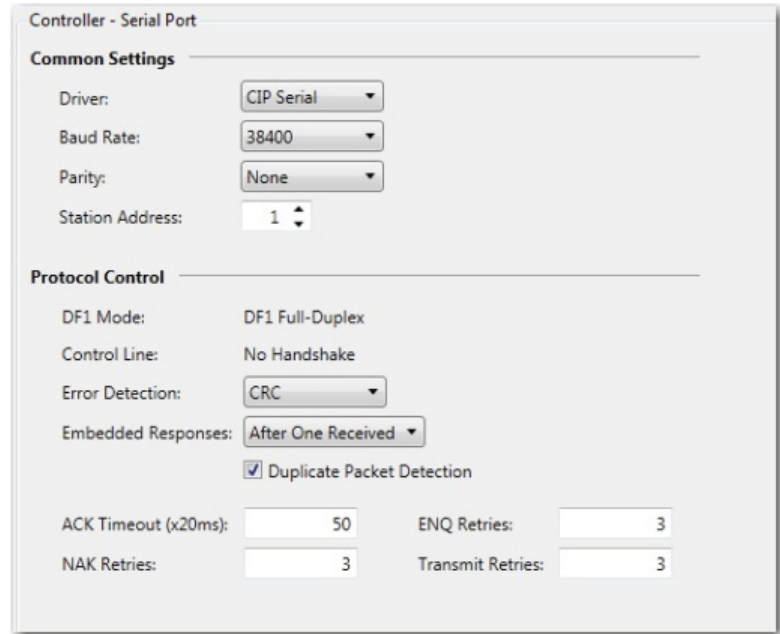 Controller - Serial Port
Common Settings
Driver: CIP Serial
Baud Rate: 38400
Parity: None
Station Address: 1
Protocol Control
DF1 Mode: DF1 Full-Duplex
Control Line: No Handshake
Error Detection: CRC
Embedded Responses: After One Received
Duplicate Packet Detection
ACK Timeout (x20ms): 50 ENQ Retries: 3
NAK Retries: 3 Transmit Retries: 3